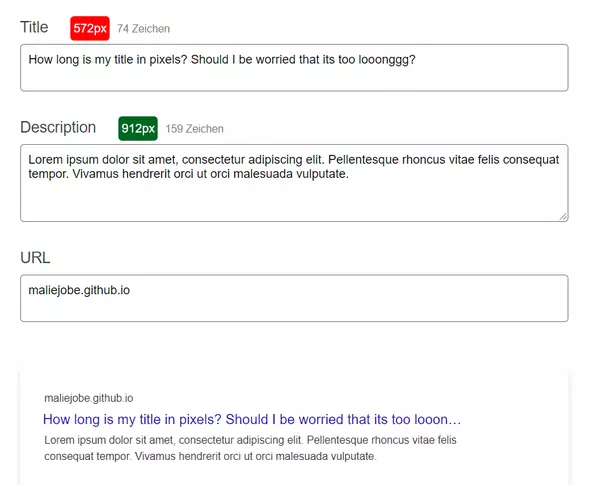 Title 572px 74 Zeichen
How long is my title in pixels? Should I be worried that its too looonggg?
Description 912px 159 Zeichen
Lorem ipsum dolor sit amet, consectetur adipiscing elit. Pellentesque rhoncus vitae felis consequat
tempor. Vivamus hendrerit orci ut orci malesuada vulputate.
URL
maliejobe.github.io
maliejobe.github.io
How long is my title in pixels? Should I be worried that its too looon…
Lorem ipsum dolor sit amet, consectetur adipiscing elit. Pellentesque rhoncus vitae felis
consequat tempor. Vivamus hendrerit orci ut orci malesuada vulputate.